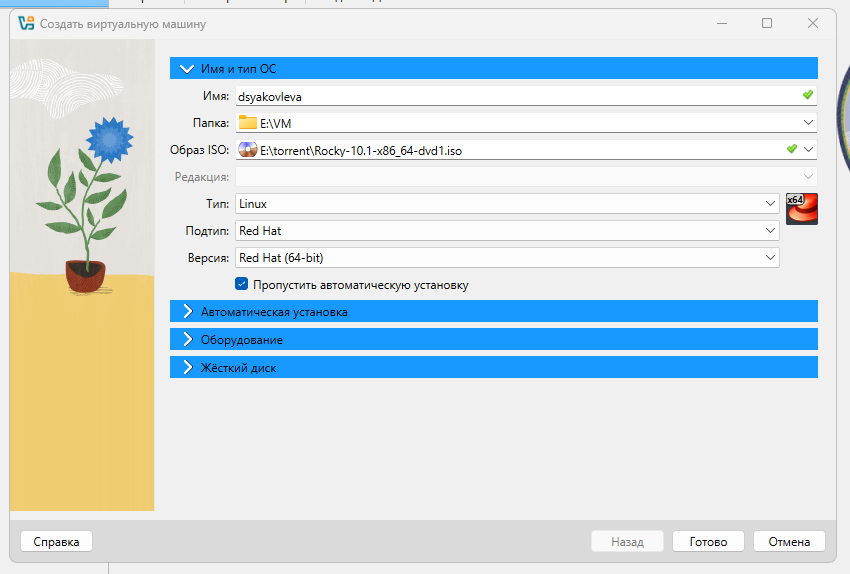 Создать виртуальную машину
Имя и тип ОС
Имя: dsyakovleva
Папка: E:\VM
Образ ISO: E:\torrent\Rocky-10.1-x86_64-dvd1.iso
Редакция:
Тип: Linux
x64
Подтип: Red Hat
Версия: Red Hat (64-bit)
Пропустить автоматическую установку
Автоматическая установка
Оборудование
Жёсткий диск
Справка Назад Готово Отмена